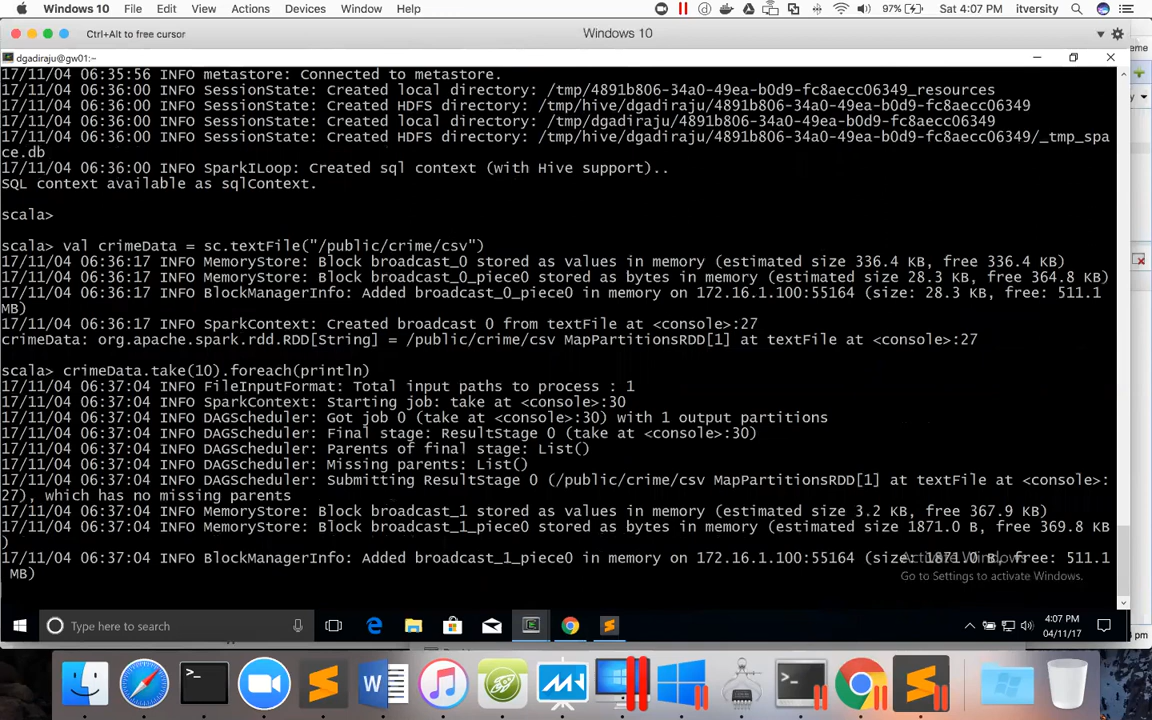 Windows 10 File Edit View Actions Devices Window Help 97% Sat 4:07 PM itversity
Ctrl+Alt to free cursor Windows 10
dgadiraju@gw01:~
17/11/04 06:35:56 INFO metastore: Connected to metastore.
17/11/04 06:36:00 INFO SessionState: Created local directory: /tmp/4891b806-34a0-49ea-b0d9-fc8aecc06349_resources
17/11/04 06:36:00 INFO SessionState: Created HDFS directory: /tmp/hive/dgadiraju/4891b806-34a0-49ea-b0d9-fc8aecc06349
17/11/04 06:36:00 INFO SessionState: Created local directory: /tmp/dgadiraju/4891b806-34a0-49ea-b0d9-fc8aecc06349
17/11/04 06:36:00 INFO SessionState: Created HDFS directory: /tmp/hive/dgadiraju/4891b806-34a0-49ea-b0d9-fc8aecc06349/_tmp_spa
ce.db
17/11/04 06:36:00 INFO SparkILoop: Created sql context (with Hive support)..
SQL context available as sqlContext.
scala>
scala> val crimeData = sc.textFile("/public/crime/csv")
17/11/04 06:36:17 INFO MemoryStore: Block broadcast_0 stored as values in memory (estimated size 336.4 KB, free 336.4 KB)
17/11/04 06:36:17 INFO MemoryStore: Block broadcast_0_piece0 stored as bytes in memory (estimated size 28.3 KB, free 364.8 KB)
17/11/04 06:36:17 INFO BlockManagerInfo: Added broadcast_0_piece0 in memory on 172.16.1.100:55164 (size: 28.3 KB, free: 511.1
MB)
17/11/04 06:36:17 INFO SparkContext: Created broadcast 0 from textFile at <console>:27
crimeData: org.apache.spark.rdd.RDD[String] = /public/crime/csv MapPartitionsRDD[1] at textFile at <console>:27
scala> crimeData.take(10).foreach(println)
17/11/04 06:37:04 INFO FileInputFormat: Total input paths to process : 1
17/11/04 06:37:04 INFO SparkContext: Starting job: take at <console>:30
17/11/04 06:37:04 INFO DAGScheduler: Got job 0 (take at <console>:30) with 1 output partitions
17/11/04 06:37:04 INFO DAGScheduler: Final stage: ResultStage 0 (take at <console>:30)
17/11/04 06:37:04 INFO DAGScheduler: Parents of final stage: List()
17/11/04 06:37:04 INFO DAGScheduler: Missing parents: List()
17/11/04 06:37:04 INFO DAGScheduler: Submitting ResultStage 0 (/public/crime/csv MapPartitionsRDD[1] at textFile at <console>:
27), which has no missing parents
17/11/04 06:37:04 INFO MemoryStore: Block broadcast_1 stored as values in memory (estimated size 3.2 KB, free 367.9 KB)
17/11/04 06:37:04 INFO MemoryStore: Block broadcast_1_piece0 stored as bytes in memory (estimated size 1871.0 B, free 369.8 KB
)
17/11/04 06:37:04 INFO BlockManagerInfo: Added broadcast_1_piece0 in memory on 172.16.1.100:55164 (size: 1871.0 B, free: 511.1
MB)
Activate Windows
Go to Settings to activate Windows.
Type here to search
4:07 PM
04/11/17